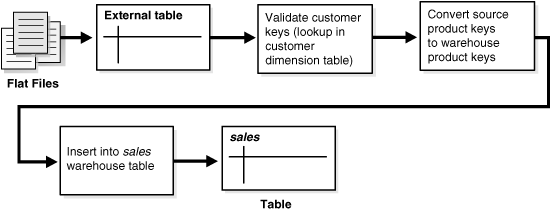 Flat Files
External table
Validate customer
keys (lookup in
customer
dimension table)
Convert source
product keys
to warehouse
product keys
Insert into sales
warehouse table
sales
Table